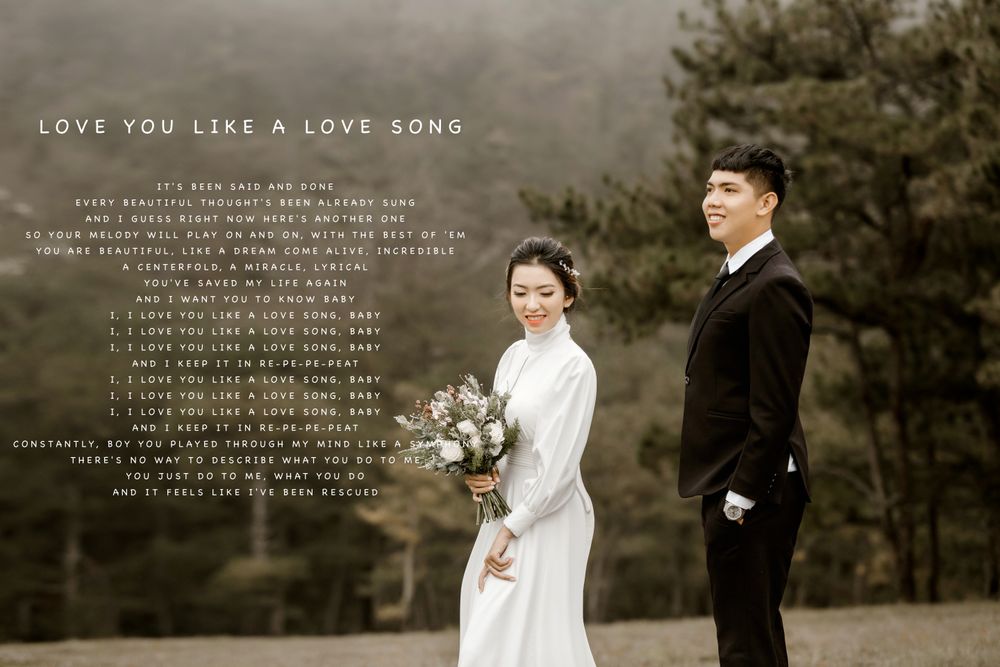 LOVE YOU LIKE A LOVE SONG
IT'S BEEN SAID AND DONE
EVERY BEAUTIFUL THOUGHT'S BEEN ALREADY SUNG
AND I GUESS RIGHT NOW HERE'S ANOTHER ONE
SO YOUR MELODY WILL PLAY ON AND ON, WITH THE BEST OF 'EM
YOU ARE BEAUTIFUL, LIKE A DREAM COME ALIVE, INCREDIBLE
A CENTERFOLD, A MIRACLE, LYRICAL
YOU'VE SAVED MY LIFE AGAIN
AND I WANT YOU TO KNOW BABY
I, I LOVE YOU LIKE A LOVE SONG, BABY
I, I LOVE YOU LIKE A LOVE SONG, BABY
I, I LOVE YOU LIKE A LOVE SONG, BABY
AND I KEEP IT IN RE-PE-PE-PEAT
I, I LOVE YOU LIKE A LOVE SONG, BABY
I, I LOVE YOU LIKE A LOVE SONG, BABY
I, I LOVE YOU LIKE A LOVE SONG, BABY
AND I KEEP IT IN RE-PE-PE-PEAT
CONSTANTLY, BOY YOU PLAYED THROUGH MY MIND LIKE A SYMPHONY
THERE'S NO WAY TO DESCRIBE WHAT YOU DO TO ME
YOU JUST DO TO ME, WHAT YOU DO
AND IT FEELS LIKE I'VE BEEN RESCUED